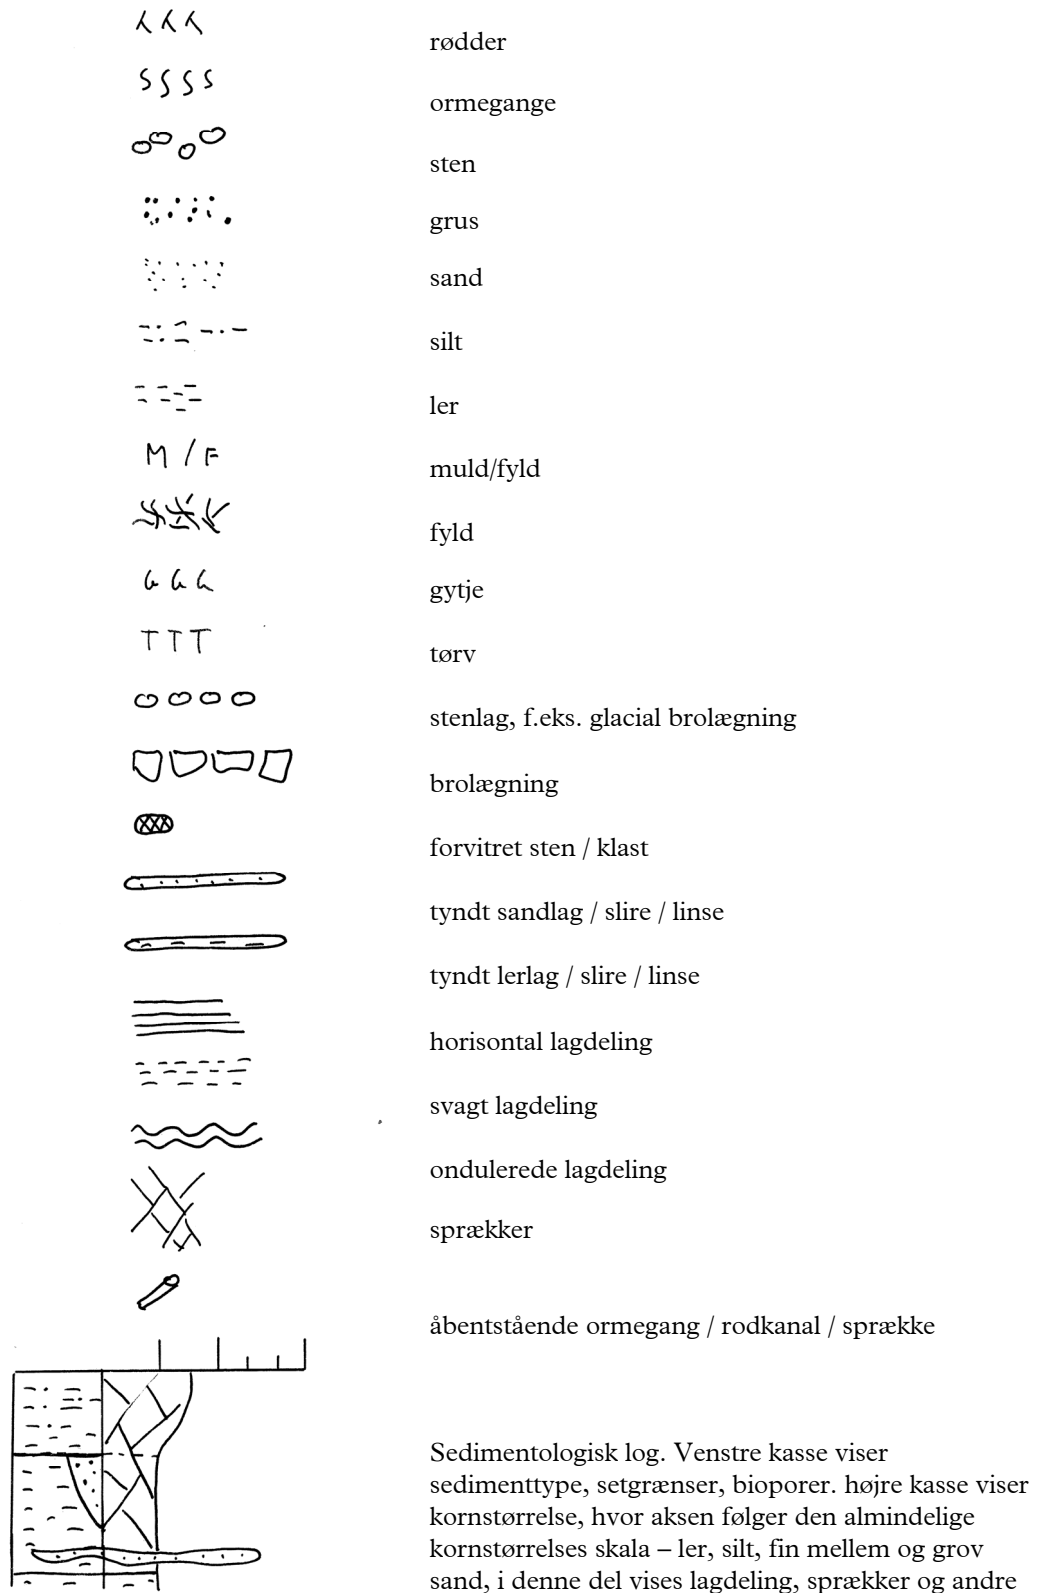 rødder
S S S S
ormegange
sten
grus
sand
silt
ler
M / F
muld/fyld
fyld
G G G
gytje
T T T
tørv
stenlag, f.eks. glacial brolægning
brolægning
forvitret sten / klast
tyndt sandlag / slire / linse
tyndt lerlag / slire / linse
horisontal lagdeling
svagt lagdeling
ondulerede lagdeling
sprækker
åbentstående ormegang / rodkanal / sprække
Sedimentologisk log. Venstre kasse viser
sedimenttype, setgrænser, bioporer. højre kasse viser
kornstørrelse, hvor aksen følger den almindelige
kornstørrelses skala – ler, silt, fin mellem og grov
sand, i denne del vises lagdeling, sprækker og andre